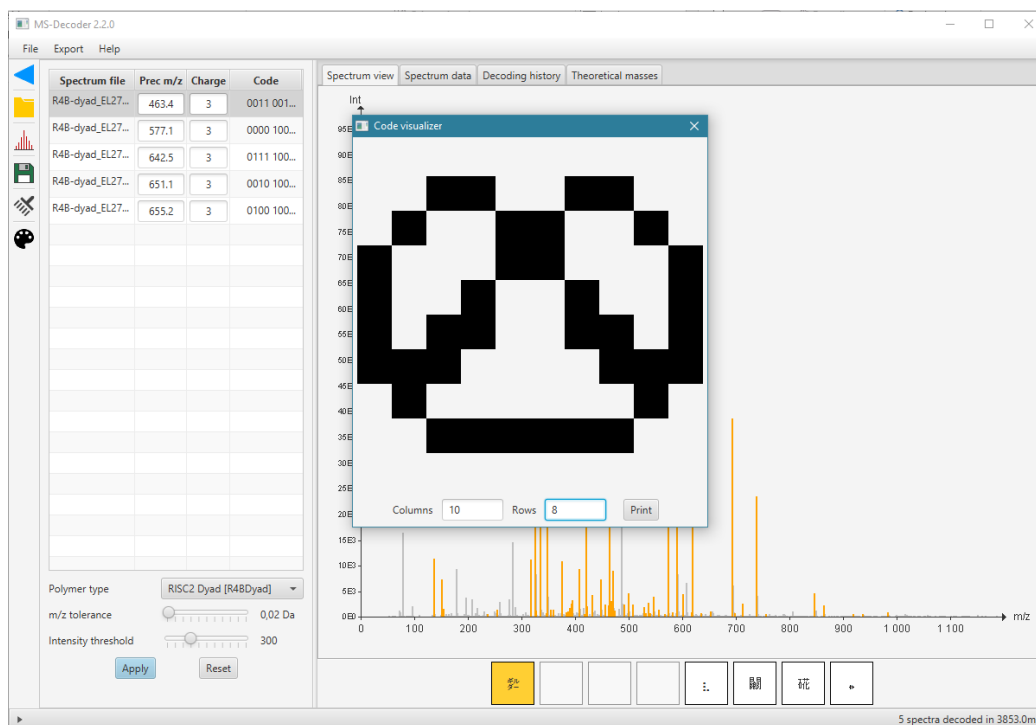 MS-Decoder 2.2.0
File Export Help
Spectrum file Prec m/z Charge Code
R4B-dyad_EL27... 463.4 3 0011 001...
R4B-dyad_EL27... 577.1 3 0000 100...
R4B-dyad_EL27... 642.5 3 0111 100...
R4B-dyad_EL27... 651.1 3 0010 100...
R4B-dyad_EL27... 655.2 3 0100 100...
Polymer type RISC2 Dyad [R4BDyad]
m/z tolerance 0,02 Da
Intensity threshold 300
Apply Reset
Spectrum view Spectrum data Decoding history Theoretical masses
Int
95E
90E
85E
80E
75E
70E
65E
60E
55E
50E
45E
40E
35E
30E
25E
20E
15E3
10E3
5E3
0E0
0 100 200 300 400 500 600 700 800 900 1 000 1 100
m/z
Code visualizer
Columns 10 Rows 8 Print
5 spectra decoded in 3853.0m